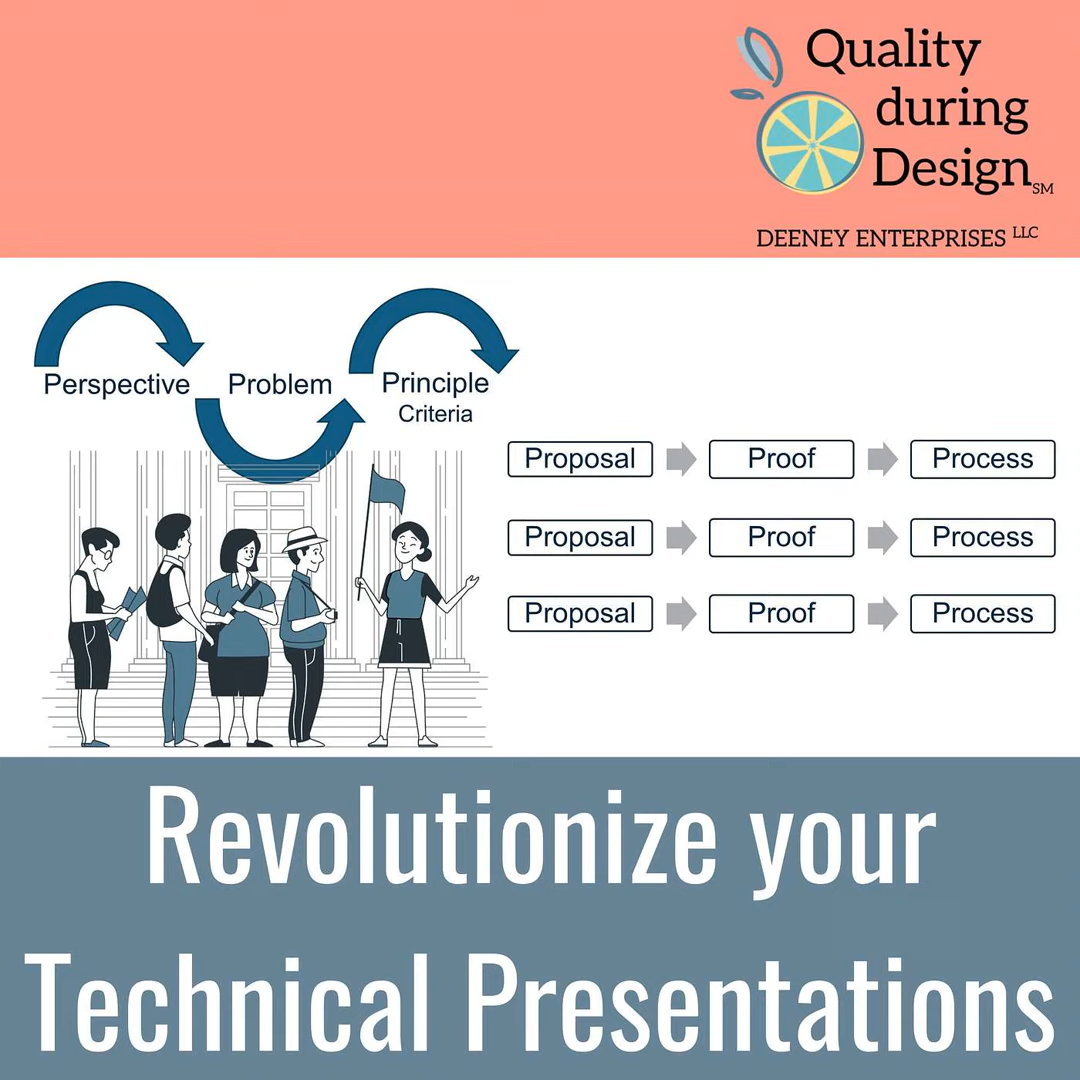 Quality
during
Design SM
DEENEY ENTERPRISES LLC
Perspective
Problem
Principle
Criteria
Proposal Proof Process
Proposal Proof Process
Proposal Proof Process
Revolutionize your
Technical Presentations